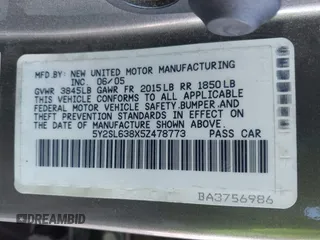 MFD BY NEW UNITED MOTOR MANUFACTURING
INC. 06/05
GVWR 3845LB GAWR FR 2015LB RR 1850LB
THIS VEHICLE CONFORMS TO ALL APPLICABLE
FEDERAL MOTOR VEHICLE SAFETY,BUMPER,AND
THEFT PREVENTION STANDARDS IN EFFECT ON
THE DATE OF MANUFACTURE SHOWN ABOVE.
5Y2SL638X5Z478773 PASS CAR
BA3756986
DREAMBID